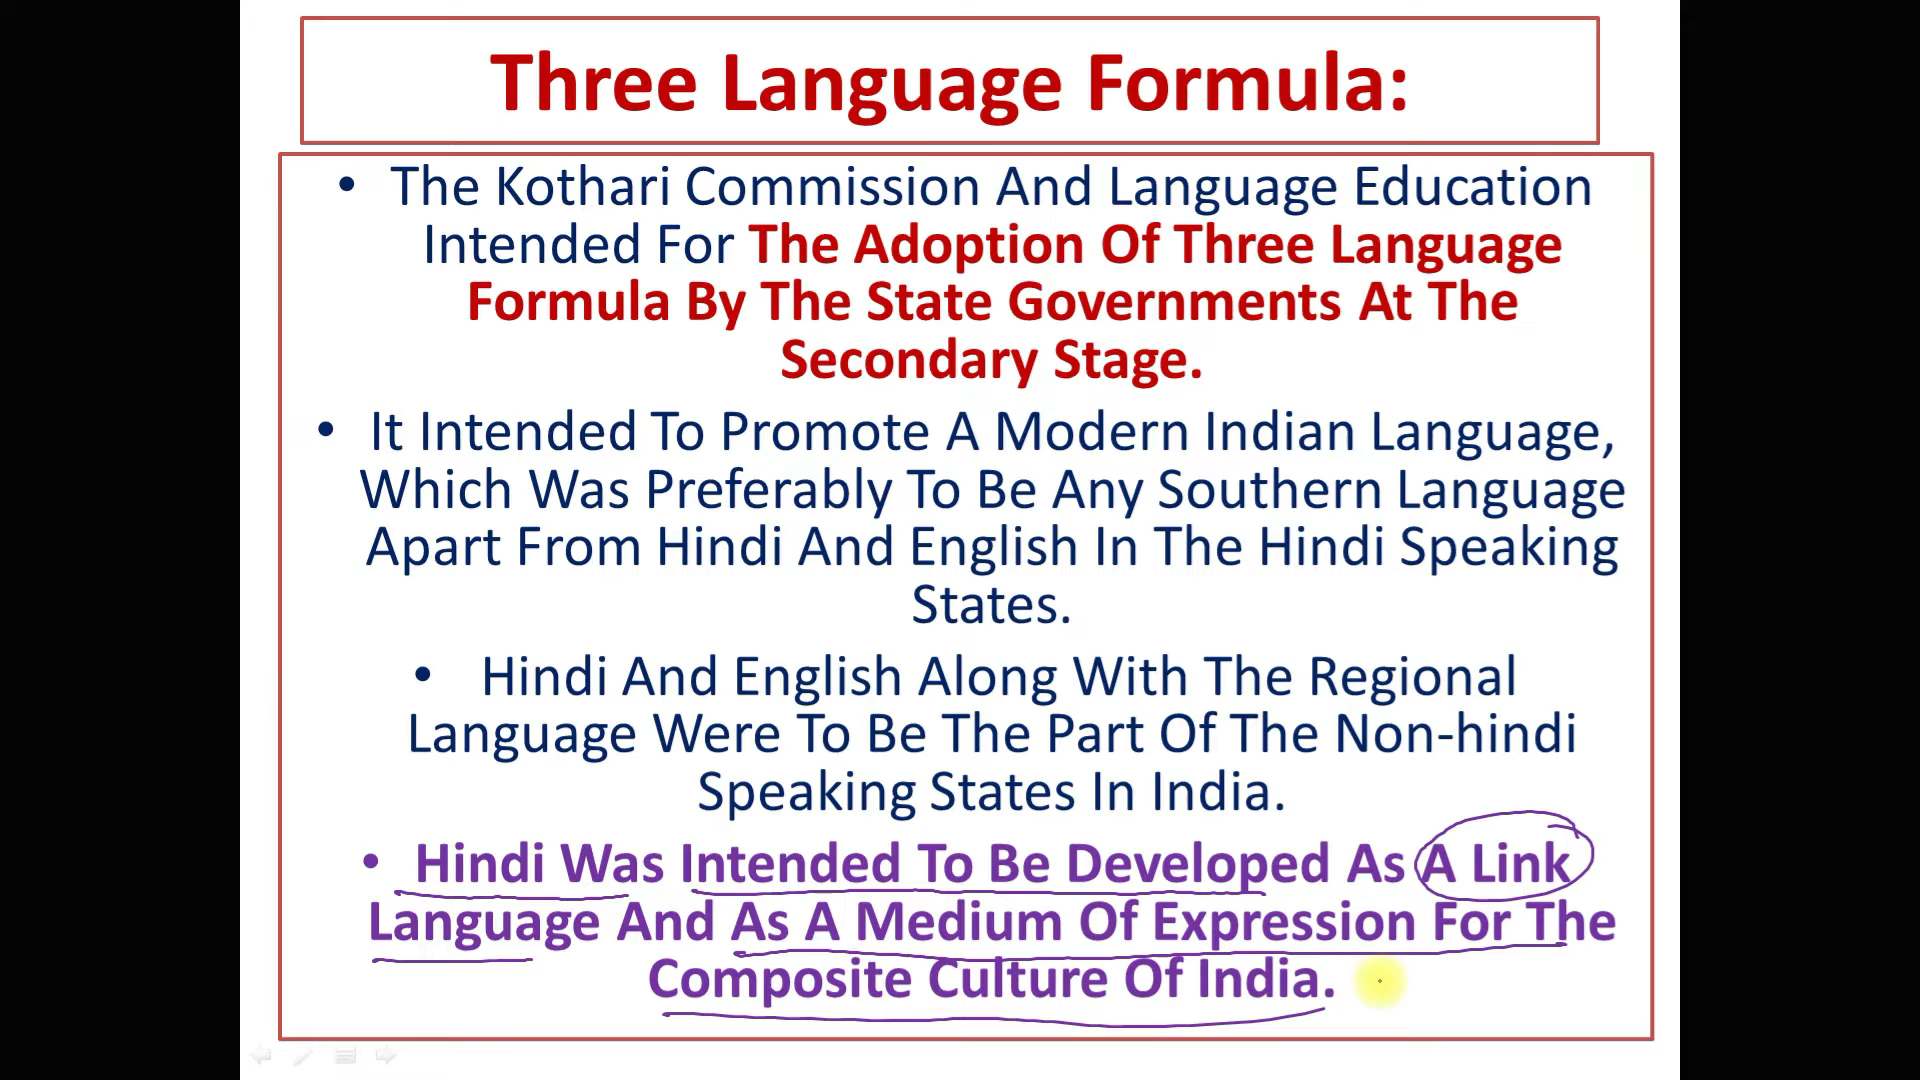 Three Language Formula:
• The Kothari Commission And Language Education
Intended For The Adoption Of Three Language
Formula By The State Governments At The
Secondary Stage.
• It Intended To Promote A Modern Indian Language,
Which Was Preferably To Be Any Southern Language
Apart From Hindi And English In The Hindi Speaking
States.
• Hindi And English Along With The Regional
Language Were To Be The Part Of The Non-hindi
Speaking States In India.
• Hindi Was Intended To Be Developed As A Link
Language And As A Medium Of Expression For The
Composite Culture Of India.